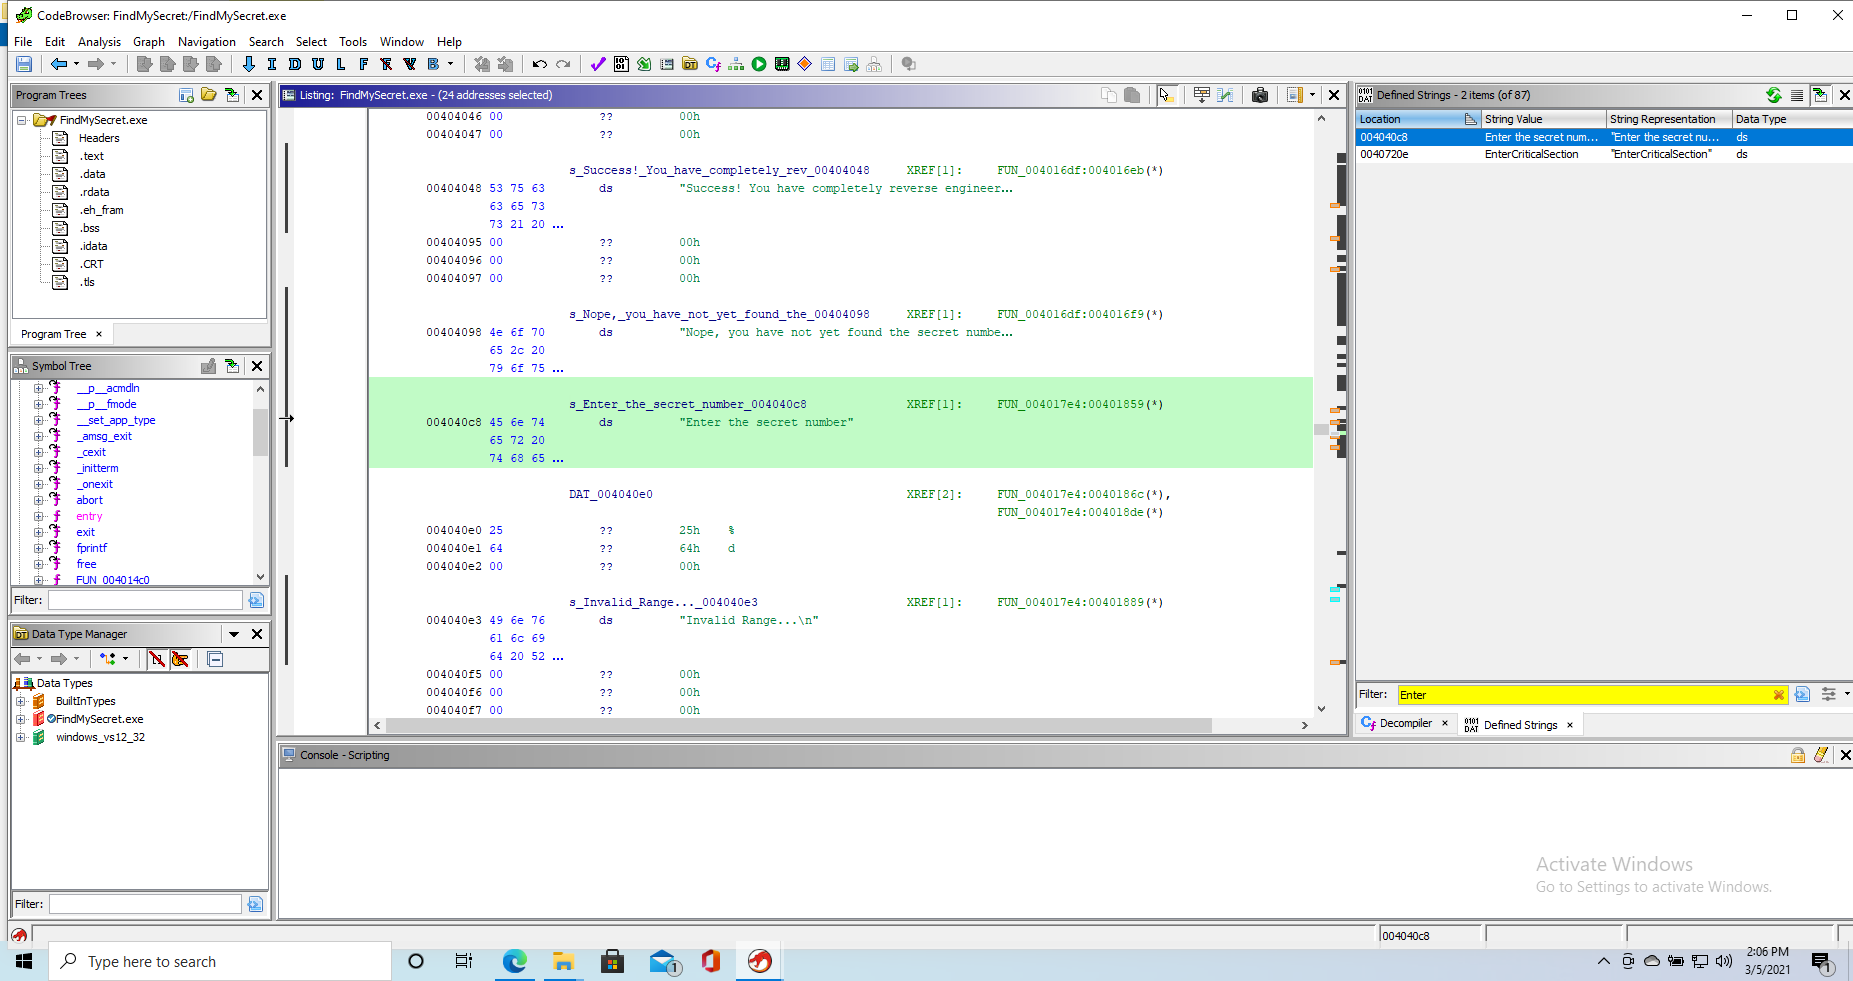 CodeBrowser: FindMySecret:/FindMySecret.exe
File Edit Analysis Graph Navigation Search Select Tools Window Help
I D U L F F V B
Program Trees
FindMySecret.exe
Headers
.text
.data
.rdata
.eh_fram
.bss
.idata
.CRT
.tls
Program Tree ×
Symbol Tree
__p__acmdln
__p__fmode
__set_app_type
_amsg_exit
_cexit
_initterm
_onexit
abort
entry
exit
fprintf
free
FUN_004014c0
Filter:
Data Type Manager
Data Types
BuiltInTypes
FindMySecret.exe
windows_vs12_32
Filter:
Listing: FindMySecret.exe - (24 addresses selected)
00404046 00 ?? 00h
00404047 00 ?? 00h
s_Success!_You_have_completely_rev_00404048 XREF[1]: FUN_004016df:004016eb(*)
00404048 53 75 63 ds "Success! You have completely reverse engineer...
63 65 73
73 21 20 ...
00404095 00 ?? 00h
00404096 00 ?? 00h
00404097 00 ?? 00h
s_Nope,_you_have_not_yet_found_the_00404098 XREF[1]: FUN_004016df:004016f9(*)
00404098 4e 6f 70 ds "Nope, you have not yet found the secret numbe...
65 2c 20
79 6f 75 ...
s_Enter_the_secret_number_004040c8 XREF[1]: FUN_004017e4:00401859(*)
004040c8 45 6e 74 ds "Enter the secret number"
65 72 20
74 68 65 ...
DAT_004040e0 XREF[2]: FUN_004017e4:0040186c(*),
FUN_004017e4:004018de(*)
004040e0 25 ?? 25h %
004040e1 64 ?? 64h d
004040e2 00 ?? 00h
s_Invalid_Range..._004040e3 XREF[1]: FUN_004017e4:00401889(*)
004040e3 49 6e 76 ds "Invalid Range...\n"
61 6c 69
64 20 52 ...
004040f5 00 ?? 00h
004040f6 00 ?? 00h
004040f7 00 ?? 00h
Defined Strings - 2 items (of 87)
Location String Value String Representation Data Type
004040c8 Enter the secret num... "Enter the secret nu... ds
0040720e EnterCriticalSection "EnterCriticalSection" ds
Filter: Enter
Decompiler × Defined Strings ×
Console - Scripting
Activate Windows
Go to Settings to activate Windows.
004040c8
Type here to search
1
2:06 PM
3/5/2021
1